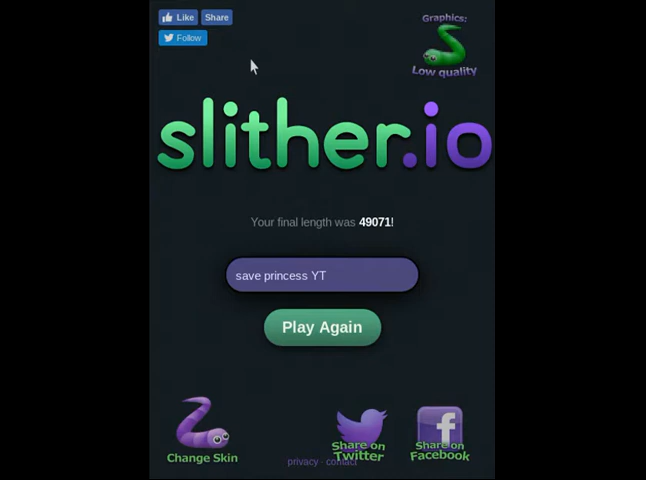 Like Share
Follow
Graphics:
Low quality
slither.io
Your final length was 49071!
save princess YT
Play Again
Change Skin
Share on
Twitter
Share on
Facebook
privacy · contact